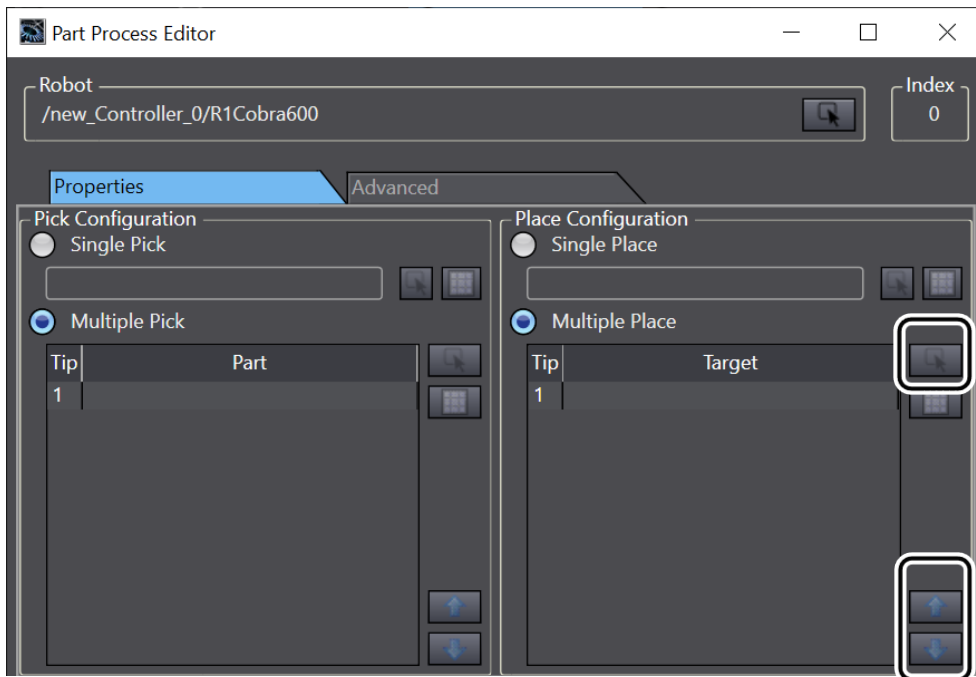 Part Process Editor
Robot
/new_Controller_0/R1Cobra600
Index
0
Properties
Advanced
Pick Configuration
Single Pick
Multiple Pick
Tip Part
1
Place Configuration
Single Place
Multiple Place
Tip Target
1